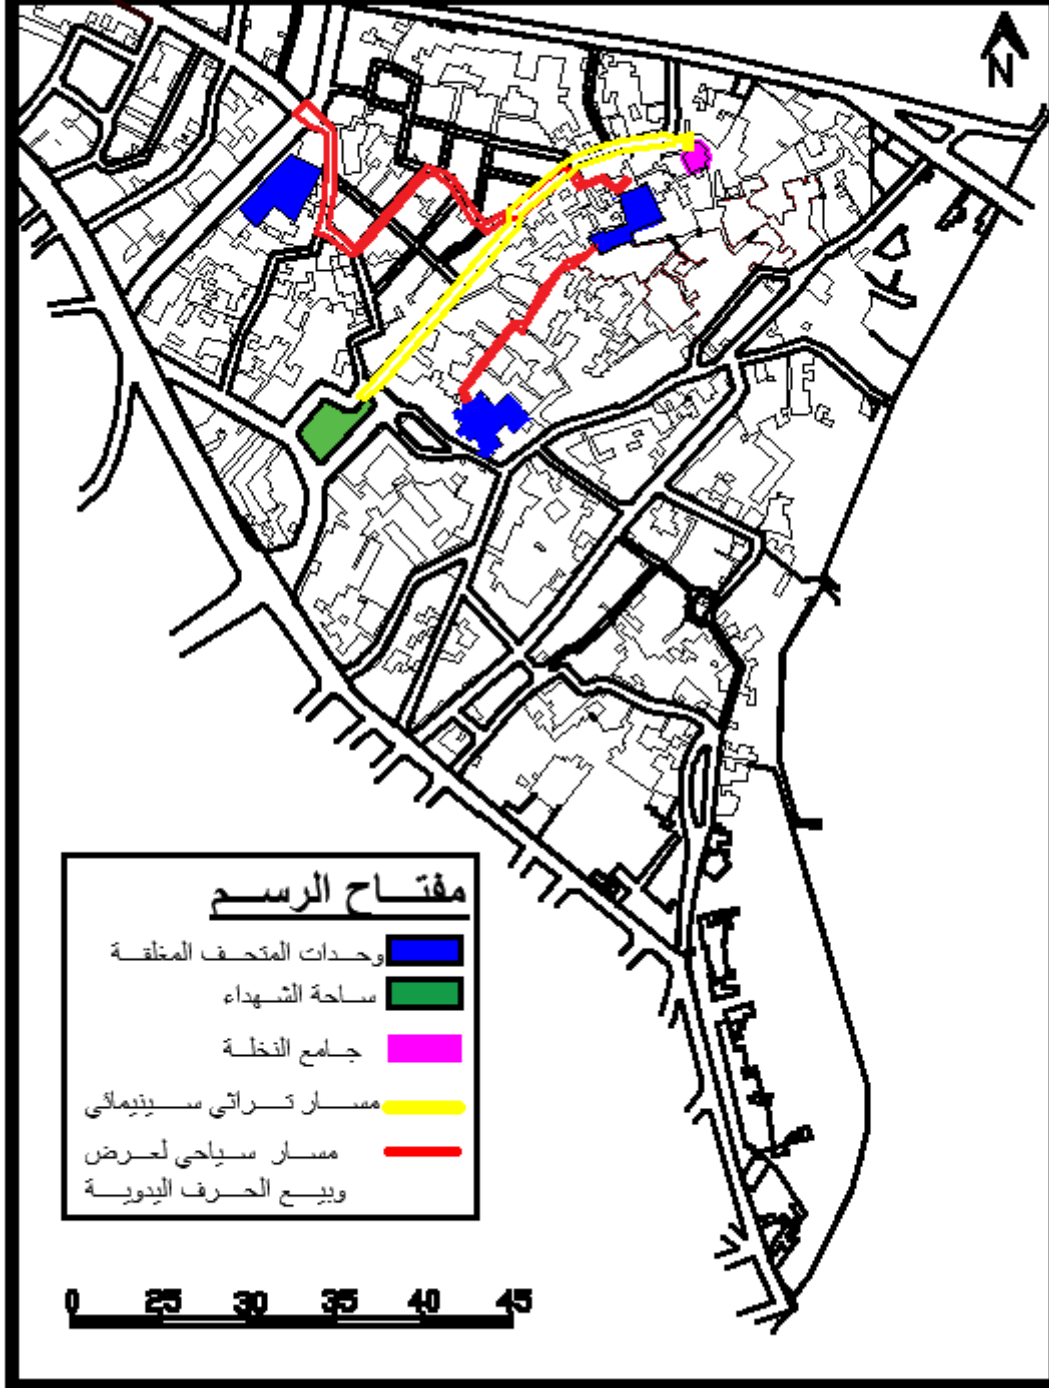 N
مفتاح الرسم
وحدات المتحف المغلقة
ساحة الشهداء
جامع النخلة
مسار تراثي سينيمائي
مسار سياحي لعرض
وبيع الحرف اليدوية
0 25 30 35 40 45